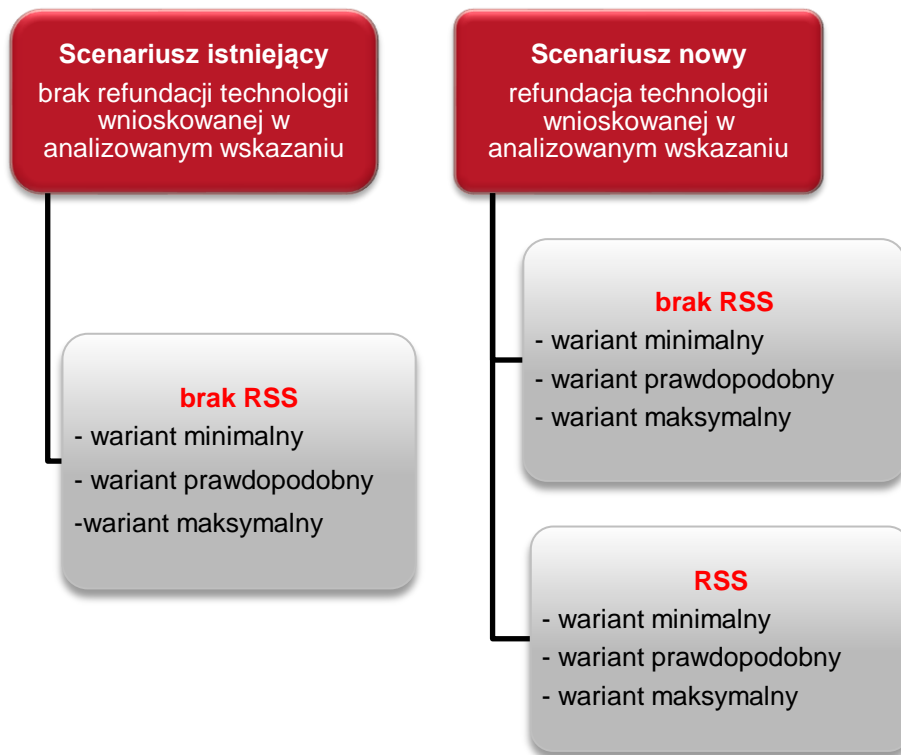 Scenariusz istniejący
brak refundacji technologii
wnioskowanej w
analizowanym wskazaniu
brak RSS
- wariant minimalny
- wariant prawdopodobny
-wariant maksymalny
Scenariusz nowy
refundacja technologii
wnioskowanej w
analizowanym wskazaniu
brak RSS
- wariant minimalny
- wariant prawdopodobny
- wariant maksymalny
RSS
- wariant minimalny
- wariant prawdopodobny
- wariant maksymalny